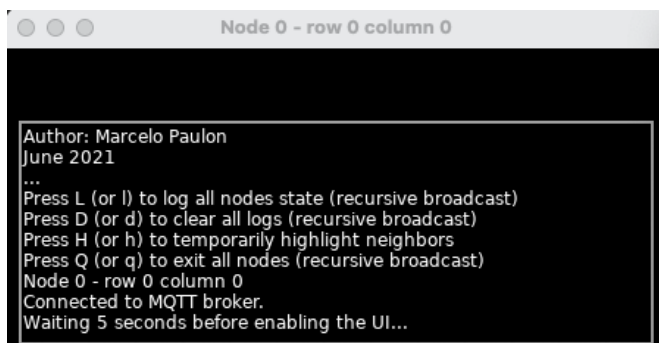 Node 0 - row 0 column 0
Author: Marcelo Paulon
June 2021
...
Press L (or l) to log all nodes state (recursive broadcast)
Press D (or d) to clear all logs (recursive broadcast)
Press H (or h) to temporarily highlight neighbors
Press Q (or q) to exit all nodes (recursive broadcast)
Node 0 - row 0 column 0
Connected to MQTT broker.
Waiting 5 seconds before enabling the UI...